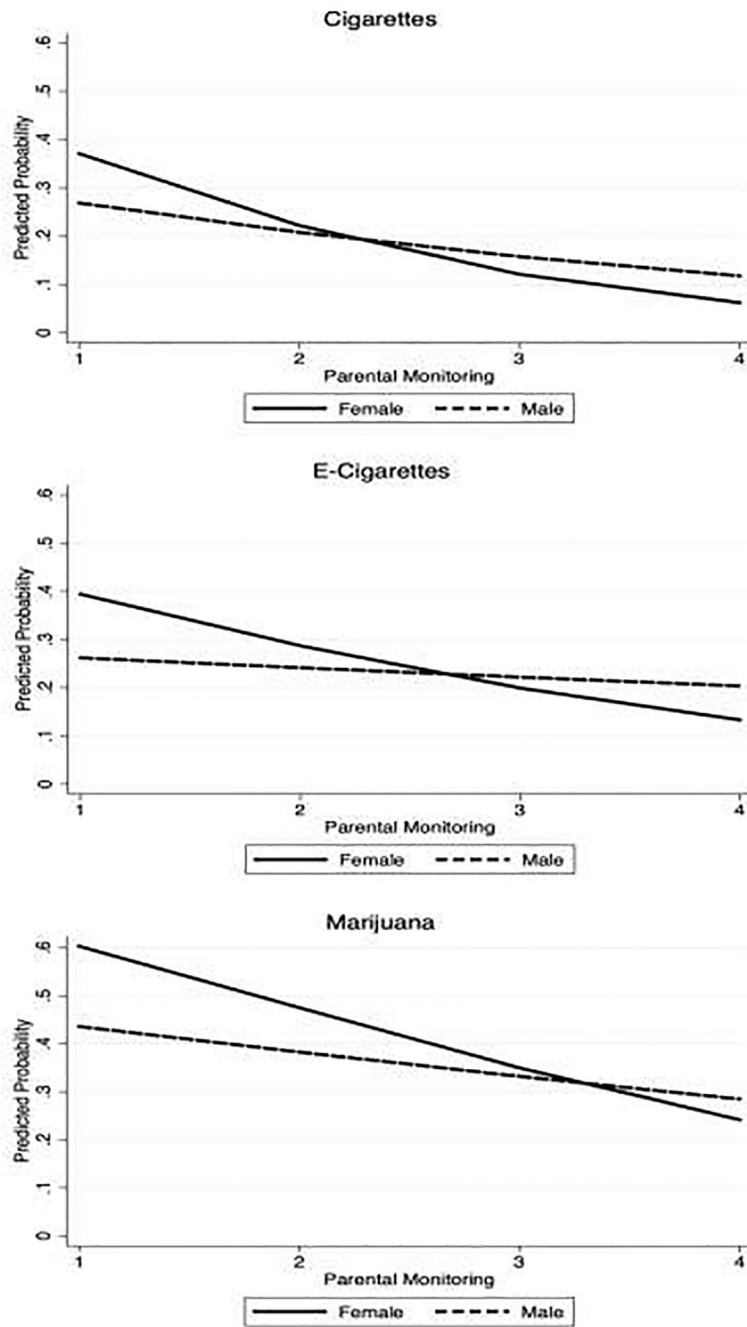 Cigarettes
Predicted Probability
.6
.5
.4
.3
.2
.1
0
1 2 3 4
Parental Monitoring
Female Male
E-Cigarettes
Predicted Probability
.6
.5
.4
.3
.2
.1
0
1 2 3 4
Parental Monitoring
Female Male
Marijuana
Predicted Probability
.6
.5
.4
.3
.2
.1
0
1 2 3 4
Parental Monitoring
Female Male